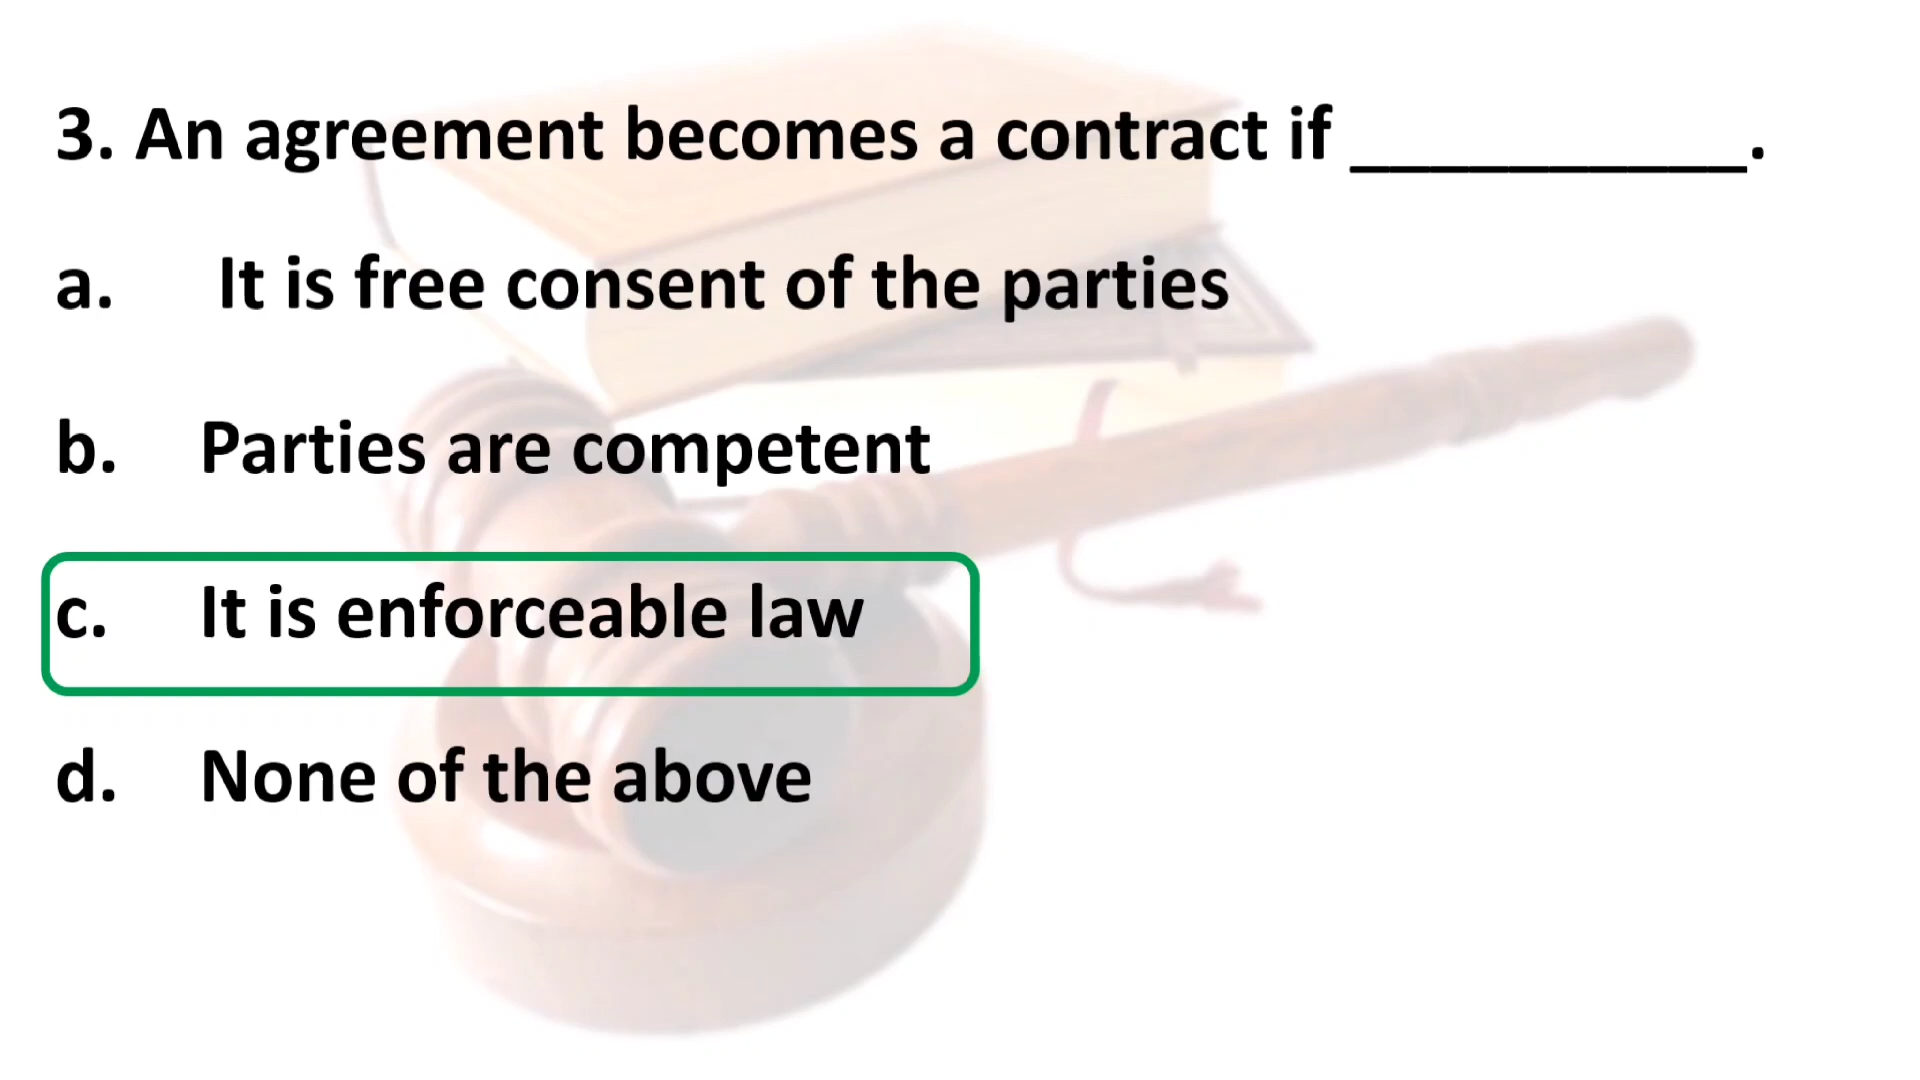 3. An agreement becomes a contract if __________.
a. It is free consent of the parties
b. Parties are competent
c. It is enforceable law
d. None of the above